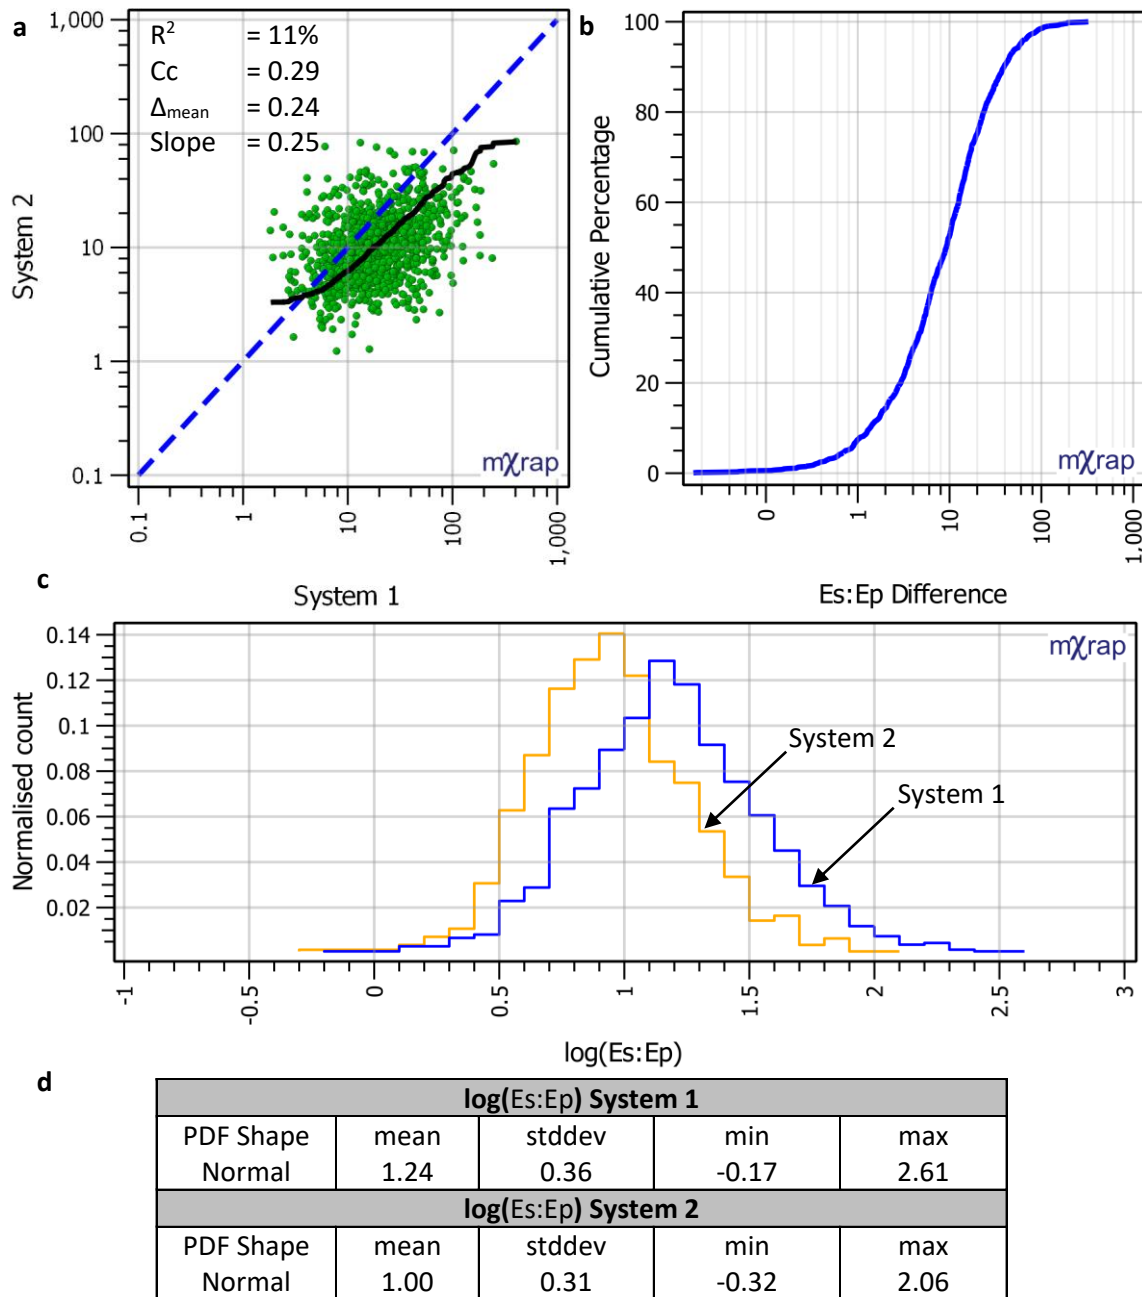 a
1,000
100
10
1
0.1
System 2
R² = 11%
Cc = 0.29
Δmean = 0.24
Slope = 0.25
mχrap
0.1
1
10
100
1,000
System 1
b
100
80
60
40
20
0
Cumulative Percentage
mχrap
0
1
10
100
1,000
Es:Ep Difference
c
0.14
0.12
0.1
0.08
0.06
0.04
0.02
Normalised count
mχrap
System 2
System 1
-1
-0.5
0
0.5
1
1.5
2
2.5
3
log(Es:Ep)
d
log(Es:Ep) System 1
PDF Shape mean stddev min max
Normal 1.24 0.36 -0.17 2.61
log(Es:Ep) System 2
PDF Shape mean stddev min max
Normal 1.00 0.31 -0.32 2.06